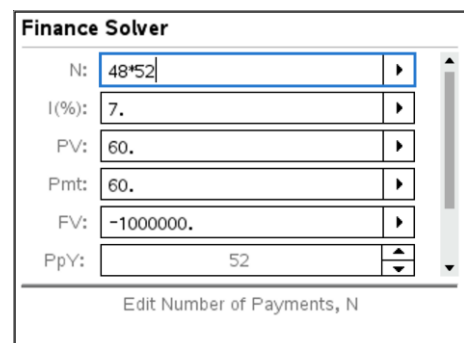 Finance Solver
N: 48*52
I(%): 7.
PV: 60.
Pmt: 60.
FV: -1000000.
PpY: 52
Edit Number of Payments, N